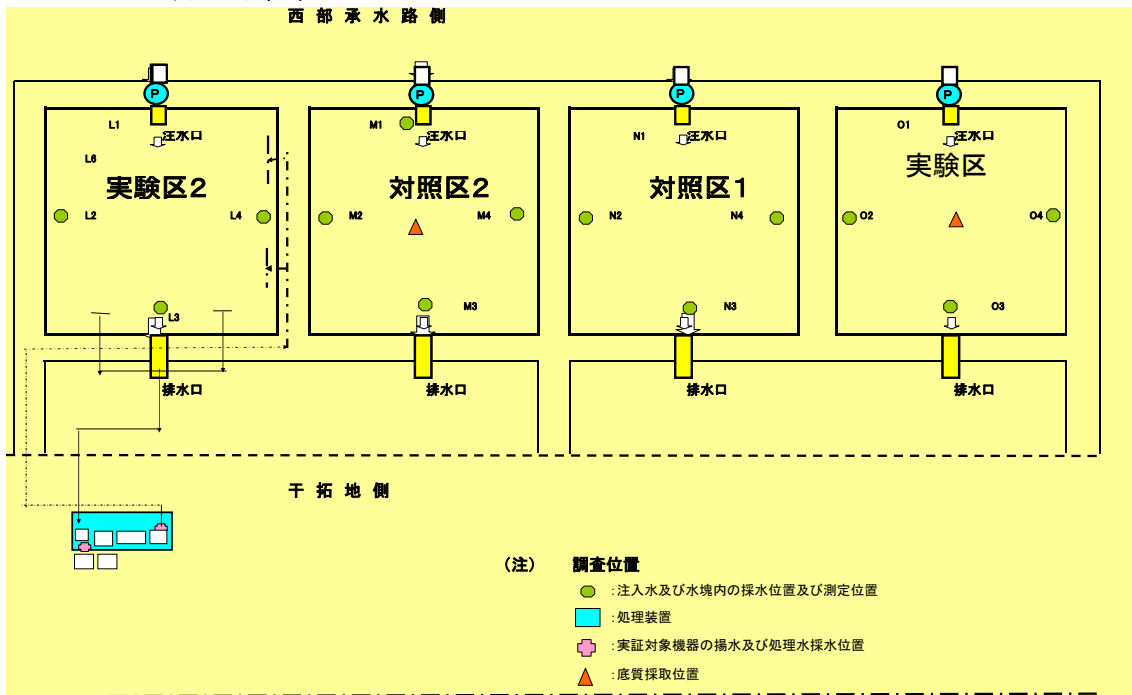 西部承水路側
P
P
P
P
L1
注水口
M1
注水口
N1
注水口
O1
注水口
L6
実験区2
対照区2
対照区1
実験区
L2
L4
M2
M4
N2
N4
O2
O4
L3
M3
N3
O3
排水口
排水口
排水口
排水口
干拓地側
(注) 調査位置
:注入水及び水塊内の採水位置及び測定位置
:処理装置
:実証対象機器の揚水及び処理水採水位置
:底質採取位置